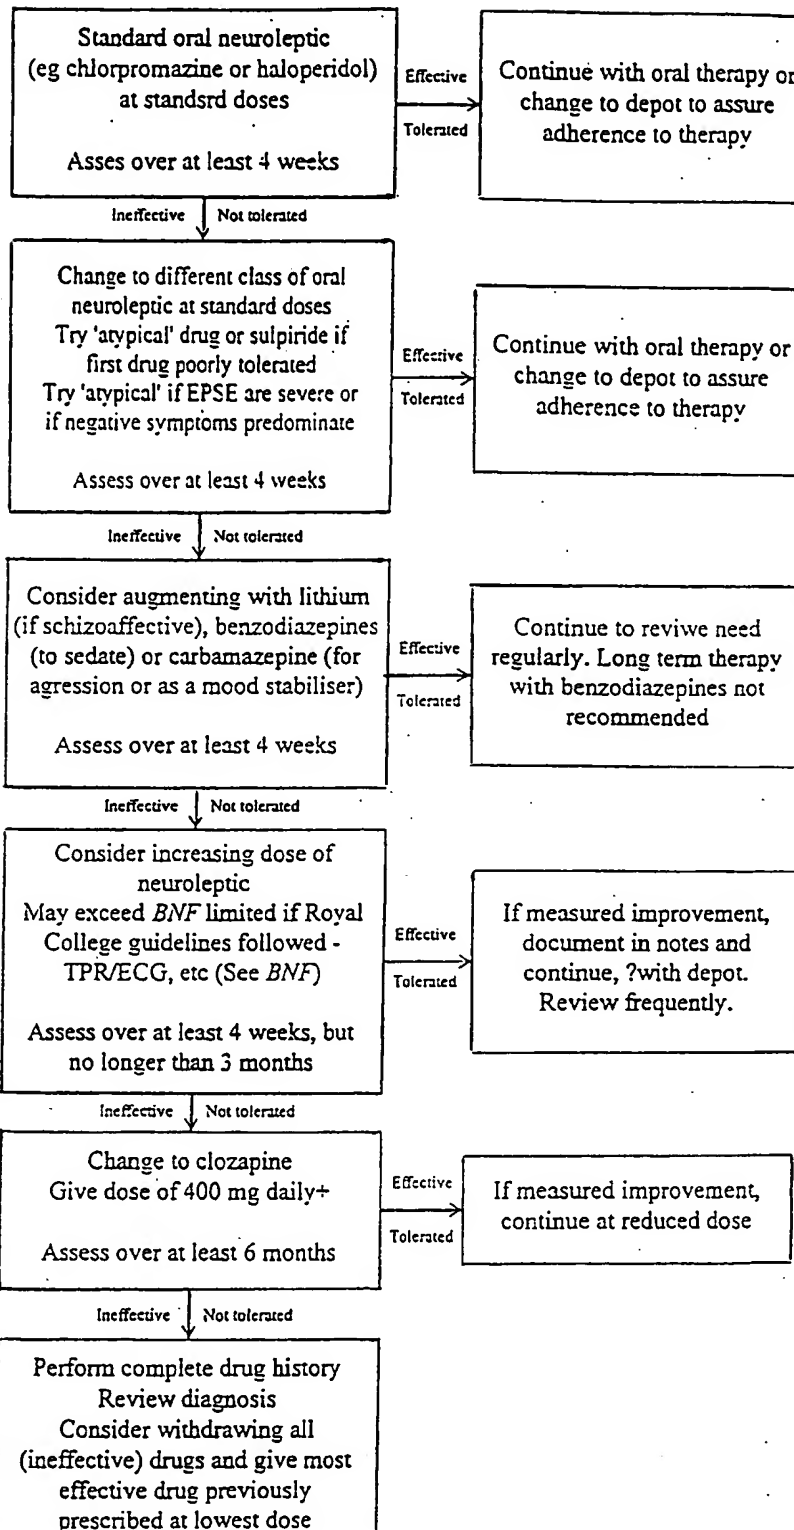 Standard oral neuroleptic
(eg chlorpromazine or haloperidol)
at standsrd doses
Asses over at least 4 weeks
Effective
Tolerated
Continue with oral therapy or
change to depot to assure
adherence to therapy
Ineffective Not tolerated
Change to different class of oral
neuroleptic at standard doses
Try 'atypical' drug or sulpiride if
first drug poorly tolerated
Try 'atypical' if EPSE are severe or
if negative symptoms predominate
Assess over at least 4 weeks
Effective
Tolerated
Continue with oral therapy or
change to depot to assure
adherence to therapy
Ineffective Not tolerated
Consider augmenting with lithium
(if schizoaffective), benzodiazepines
(to sedate) or carbamazepine (for
agression or as a mood stabiliser)
Assess over at least 4 weeks
Effective
Tolerated
Continue to reviwe need
regularly. Long term therapy
with benzodiazepines not
recommended
Ineffective Not tolerated
Consider increasing dose of
neuroleptic
May exceed BNF limited if Royal
College guidelines followed -
TPR/ECG, etc (See BNF)
Assess over at least 4 weeks, but
no longer than 3 months
Effective
Tolerated
If measured improvement,
document in notes and
continue, ?with depot.
Review frequently.
Ineffective Not tolerated
Change to clozapine
Give dose of 400 mg daily+
Assess over at least 6 months
Effective
Tolerated
If measured improvement,
continue at reduced dose
Ineffective Not tolerated
Perform complete drug history
Review diagnosis
Consider withdrawing all
(ineffective) drugs and give most
effective drug previously
prescribed at lowest dose